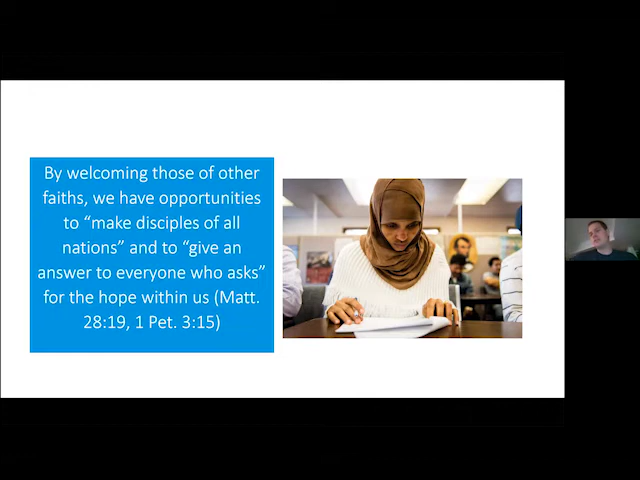 By welcoming those of other
faiths, we have opportunities
to “make disciples of all
nations” and to “give an
answer to everyone who asks”
for the hope within us (Matt.
28:19, 1 Pet. 3:15)